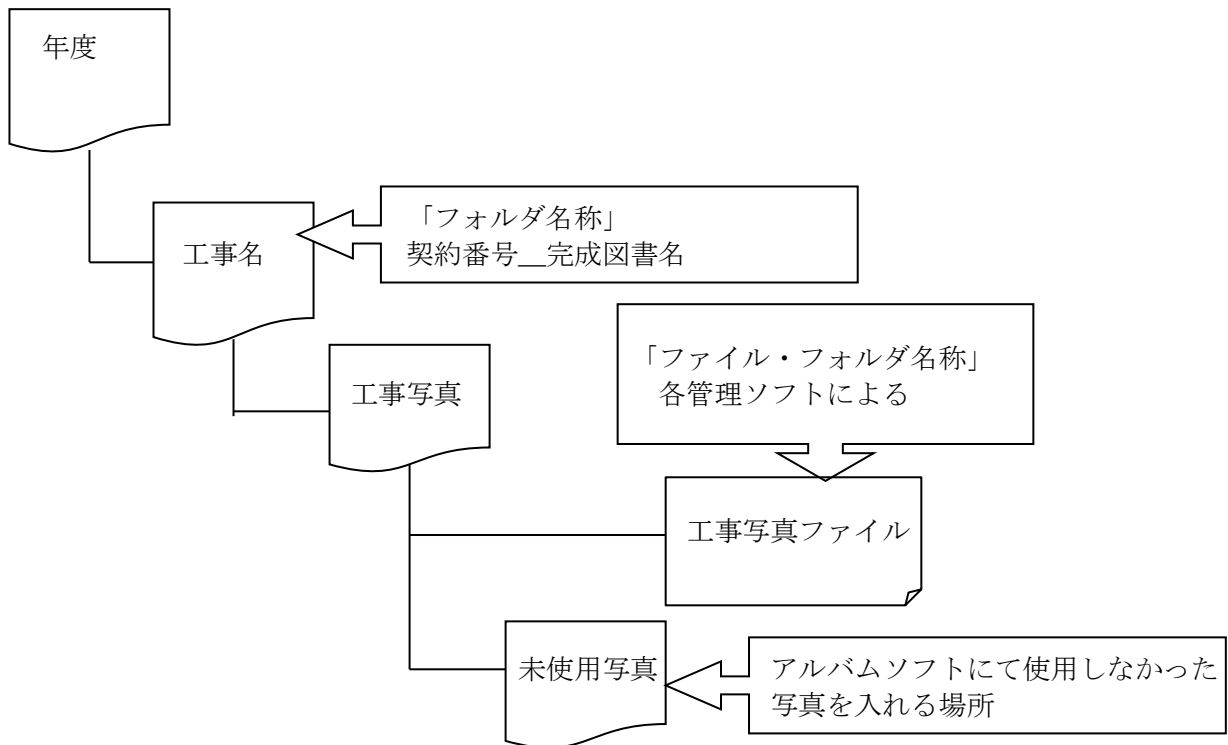 年度
「フォルダ名称」
契約番号__完成図書名
工事名
「ファイル・フォルダ名称」
各管理ソフトによる
工事写真
工事写真ファイル
未使用写真
アルバムソフトにて使用しなかった
写真を入れる場所